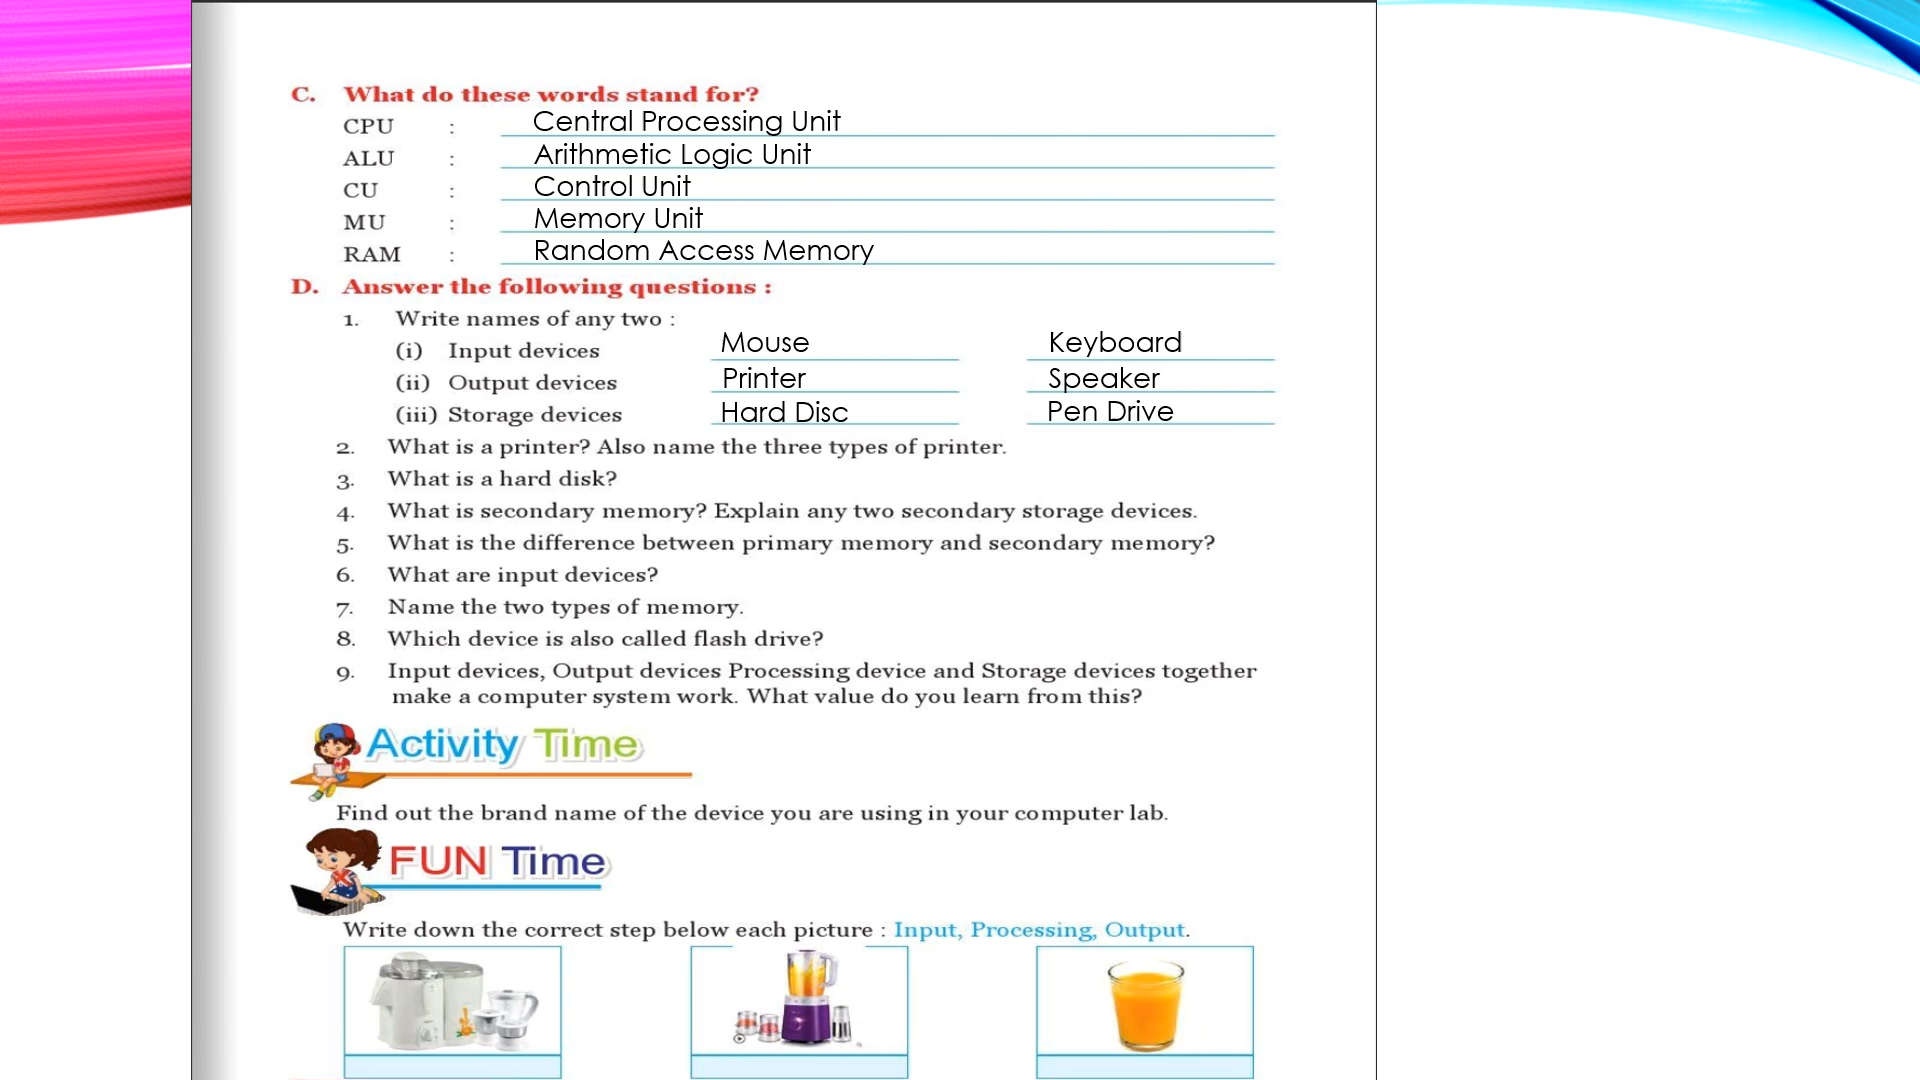 C. What do these words stand for?
CPU : Central Processing Unit
ALU : Arithmetic Logic Unit
CU : Control Unit
MU : Memory Unit
RAM : Random Access Memory
D. Answer the following questions :
1. Write names of any two :
(i) Input devices Mouse Keyboard
(ii) Output devices Printer Speaker
(iii) Storage devices Hard Disc Pen Drive
2. What is a printer? Also name the three types of printer.
3. What is a hard disk?
4. What is secondary memory? Explain any two secondary storage devices.
5. What is the difference between primary memory and secondary memory?
6. What are input devices?
7. Name the two types of memory.
8. Which device is also called flash drive?
9. Input devices, Output devices Processing device and Storage devices together
make a computer system work. What value do you learn from this?
Activity Time
Find out the brand name of the device you are using in your computer lab.
FUN Time
Write down the correct step below each picture : Input, Processing, Output.